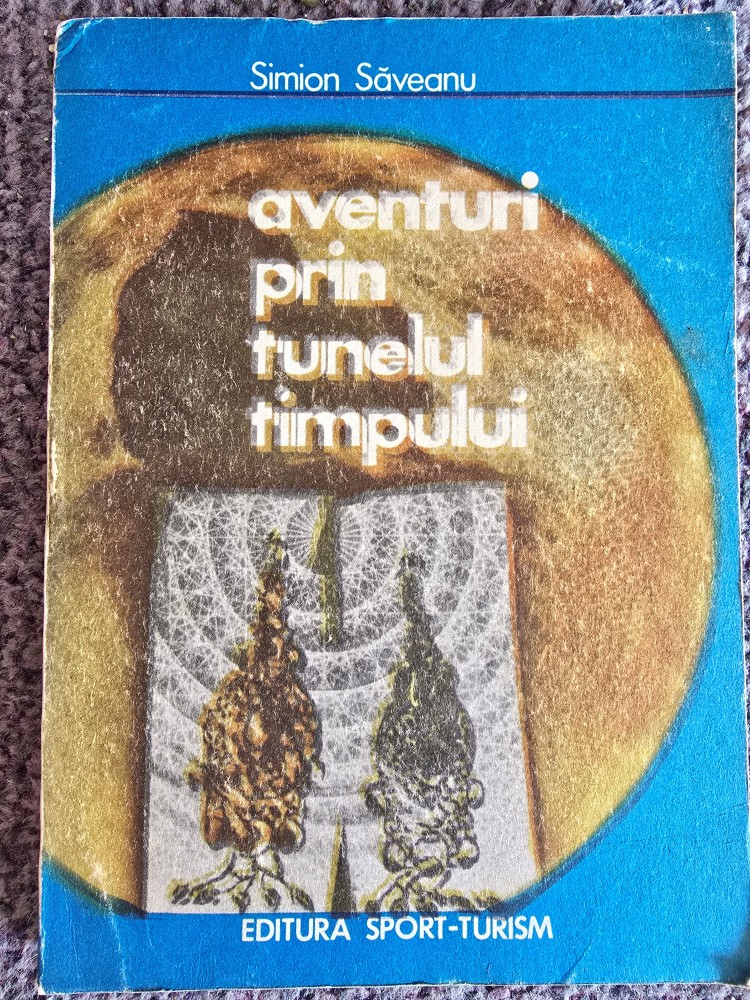 Simion Săveanu
aventuri
prin
tunelul
timpului
EDITURA SPORT-TURISM